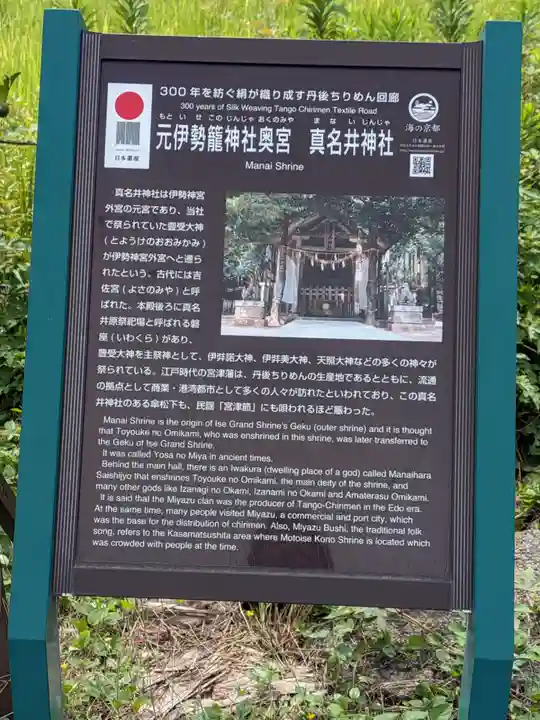 300年を紡ぐ絹が織り成す丹後ちりめん回廊
300 years of Silk Weaving Tango Chirimen Textile Road
もと い せ この じんじゃ おくのみや ま な い じんじゃ
元伊勢籠神社奥宮 真名井神社
Manai Shrine
日本遺産
海の京都
日本遺産
真名井神社は伊勢神宮
外宮の元宮であり、当社
で祭られていた豊受大神
(とようけのおおみかみ)
が伊勢神宮外宮へと遷ら
れたという。古代には吉
佐宮(よさのみや)と呼
ばれた。本殿後ろに真名
井原祭祀場と呼ばれる磐
座(いわくら)があり、
豊受大神を主祭神として、伊弉諾大神、伊弉美大神、天照大神などの多くの神々が
祭られている。江戸時代の宮津藩は、丹後ちりめんの生産地であるとともに、流通
の拠点として商業・港湾都市として多くの人々が訪れたといわれており、この真名
井神社のある傘松下も、民謡「宮津節」にも唄われるほど賑わった。
Manai Shrine is the origin of Ise Grand Shrine's Geku (outer shrine) and it is thought
that Toyouke no Omikami, who was enshrined in this shrine, was later transferred to
the Geku of Ise Grand Shrine.
It was called Yosa no Miya in ancient times.
Behind the main hall, there is an Iwakura (dwelling place of a god) called Manaihara
Saishijyo that enshrines Toyouke no Omikami, the main deity of the shrine, and
many other gods like Izanagi no Okami, Izanami no Okami and Amaterasu Omikami.
It is said that the Miyazu clan was the producer of Tango-Chirimen in the Edo era.
At the same time, many people visited Miyazu, a commercial and port city, which
was the basis for the distribution of chirimen. Also, Miyazu Bushi, the traditional folk
song, refers to the Kasamatsushita area where Motoise Kono Shrine is located which
was crowded with people at the time.